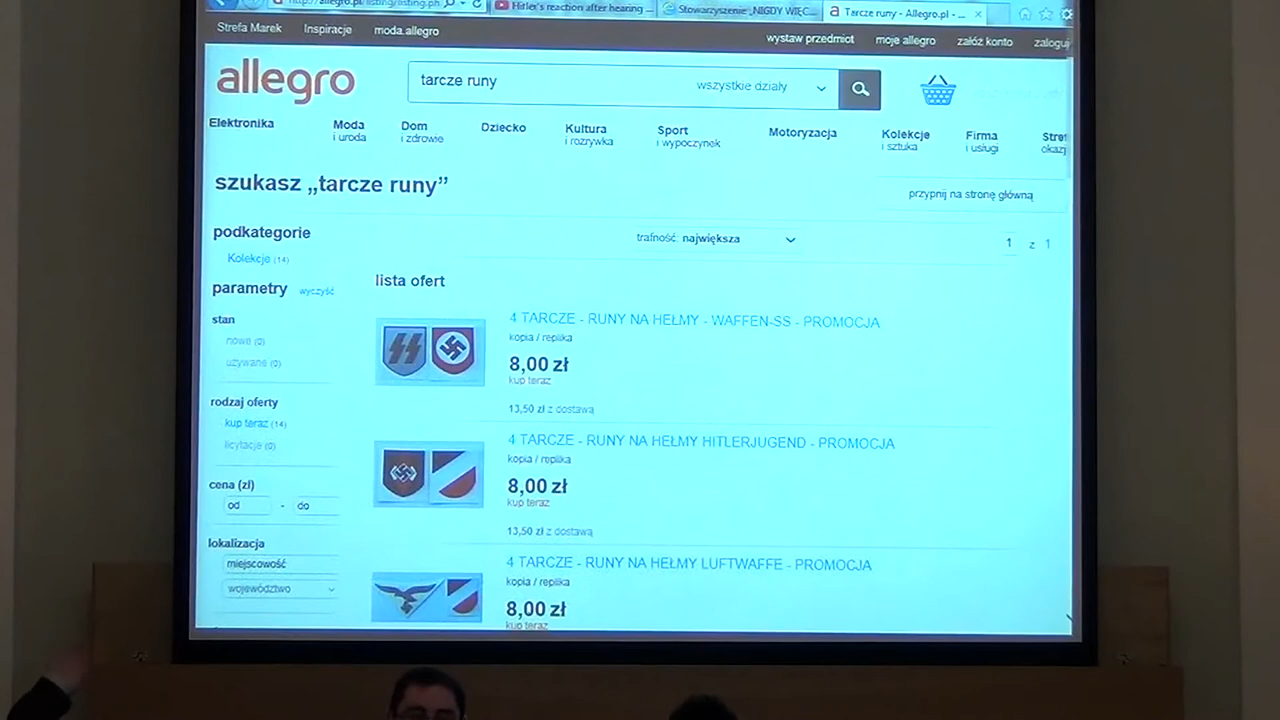 http://allegro.pl/listing/listing.ph
Hitler's reaction after hearing ...
Stowarzyszenie „NIGDY WIĘC...
Tarcze runy - Allegro.pl - ...
Strefa Marek Inspiracje moda.allegro
wystaw przedmiot moje allegro załóż konto zaloguj
allegro
tarcze runy
wszystkie działy
Elektronika
Moda
i uroda
Dom
i zdrowie
Dziecko
Kultura
i rozrywka
Sport
i wypoczynek
Motoryzacja
Kolekcje
i sztuka
Firma
i usługi
szukasz „tarcze runy”
przypnij na stronę główną
podkategorie
Kolekcje (14)
trafność: największa
1 z 1
parametry wyczyść
lista ofert
stan
nowe (0)
używane (0)
rodzaj oferty
kup teraz (14)
licytacje (0)
cena (zł)
od - do
lokalizacja
miejscowość
województwo
4 TARCZE - RUNY NA HEŁMY - WAFFEN-SS - PROMOCJA
kopia / replika
8,00 zł
kup teraz
13,50 zł z dostawą
4 TARCZE - RUNY NA HEŁMY HITLERJUGEND - PROMOCJA
kopia / replika
8,00 zł
kup teraz
13,50 zł z dostawą
4 TARCZE - RUNY NA HEŁMY LUFTWAFFE - PROMOCJA
kopia / replika
8,00 zł
kup teraz